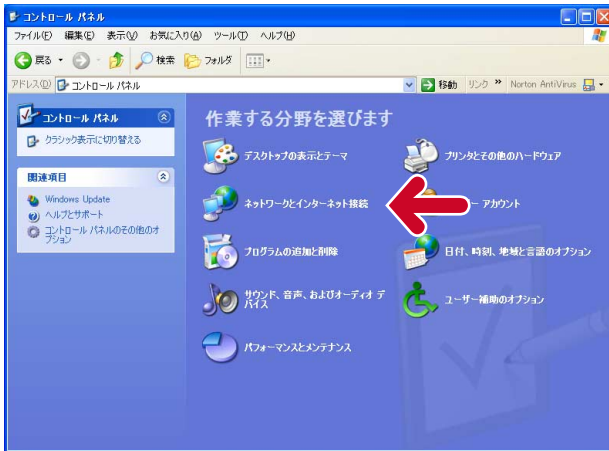 コントロール パネル
ファイル(F) 編集(E) 表示(V) お気に入り(A) ツール(T) ヘルプ(H)
戻る 検索 フォルダ
アドレス(D) コントロール パネル 移動 リンク » Norton AntiVirus
コントロール パネル
クラシック表示に切り替える
関連項目
Windows Update
ヘルプとサポート
コントロール パネルのその他のオ
プション
作業する分野を選びます
デスクトップの表示とテーマ
プリンタとその他のハードウェア
ネットワークとインターネット接続
ー アカウント
プログラムの追加と削除
日付、時刻、地域と言語のオプション
サウンド、音声、およびオーディオ デ
バイス
ユーザー補助のオプション
パフォーマンスとメンテナンス